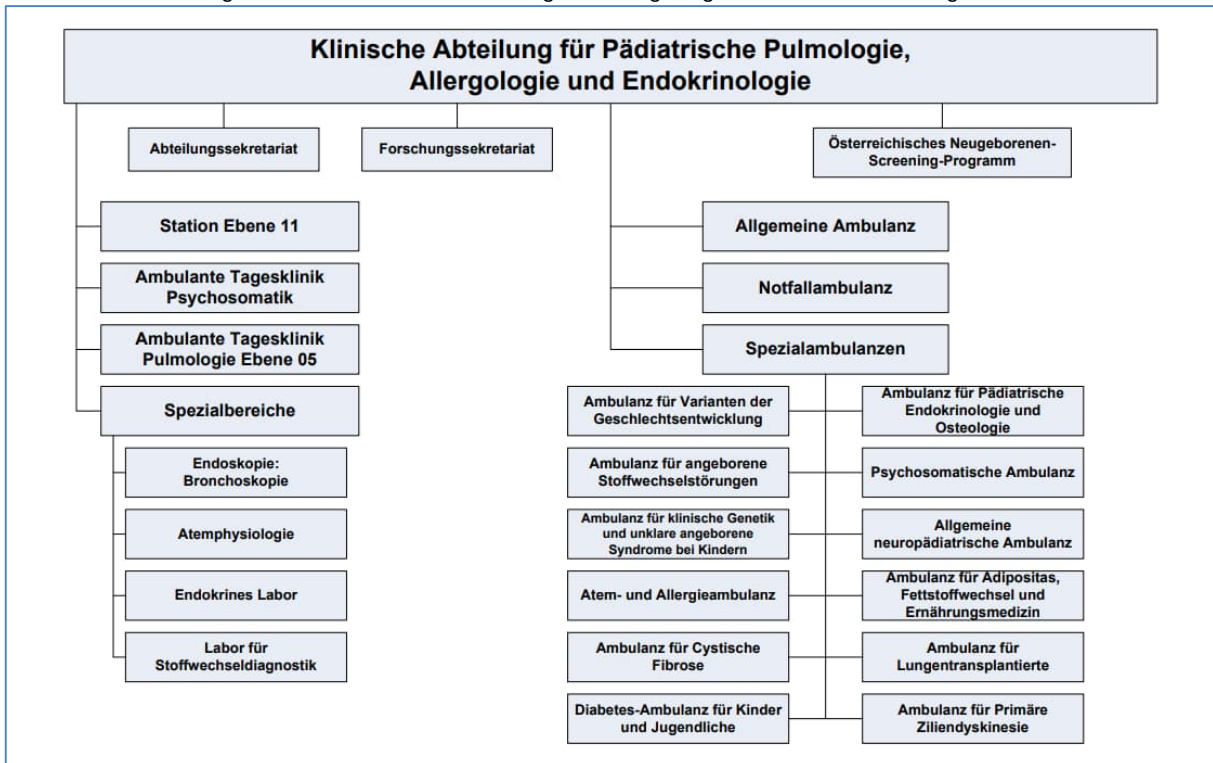 Klinische Abteilung für Pädiatrische Pulmologie,
Allergologie und Endokrinologie
Abteilungssekretariat
Forschungssekretariat
Österreichisches Neugeborenen-
Screening-Programm
Station Ebene 11
Ambulante Tagesklinik
Psychosomatik
Ambulante Tagesklinik
Pulmologie Ebene 05
Spezialbereiche
Endoskopie:
Bronchoskopie
Atemphysiologie
Endokrines Labor
Labor für
Stoffwechseldiagnostik
Allgemeine Ambulanz
Notfallambulanz
Spezialambulanzen
Ambulanz für Varianten der
Geschlechtsentwicklung
Ambulanz für angeborene
Stoffwechselstörungen
Ambulanz für klinische Genetik
und unklare angeborene
Syndrome bei Kindern
Atem- und Allergieambulanz
Ambulanz für Cystische
Fibrose
Diabetes-Ambulanz für Kinder
und Jugendliche
Ambulanz für Pädiatrische
Endokrinologie und
Osteologie
Psychosomatische Ambulanz
Allgemeine
neuropädiatrische Ambulanz
Ambulanz für Adipositas,
Fettstoffwechsel und
Ernährungsmedizin
Ambulanz für
Lungentransplantierte
Ambulanz für Primäre
Ziliendyskinesie